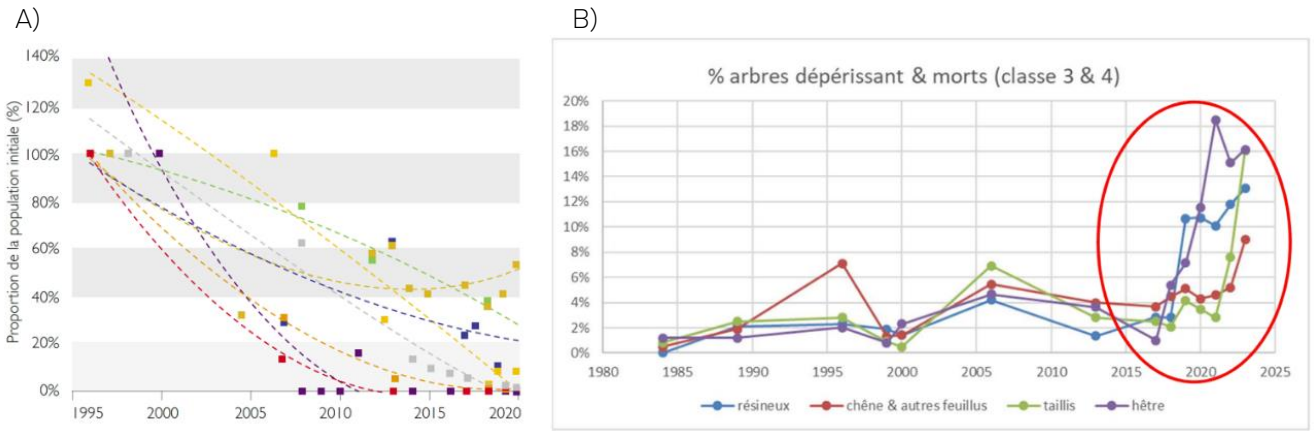 A)
Proportion de la population initiale (%)
140%
120%
100%
80%
60%
40%
20%
0%
1995 2000 2005 2010 2015 2020
B)
% arbres dépérissant & morts (classe 3 & 4)
20%
18%
16%
14%
12%
10%
8%
6%
4%
2%
0%
1980 1985 1990 1995 2000 2005 2010 2015 2020 2025
résineux chêne & autres feuillus taillis hêtre